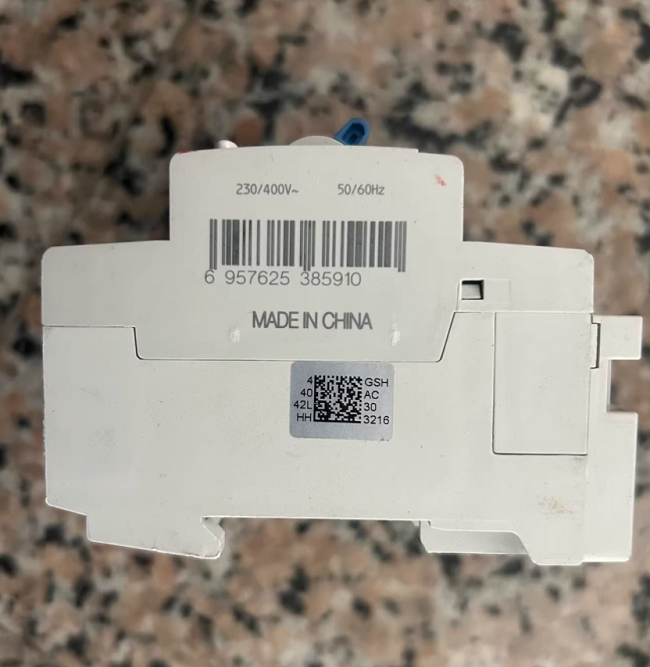 230/400V~ 50/60Hz
6 957625 385910
MADE IN CHINA
4 GSH
40 AC
42L 30
HH 3216